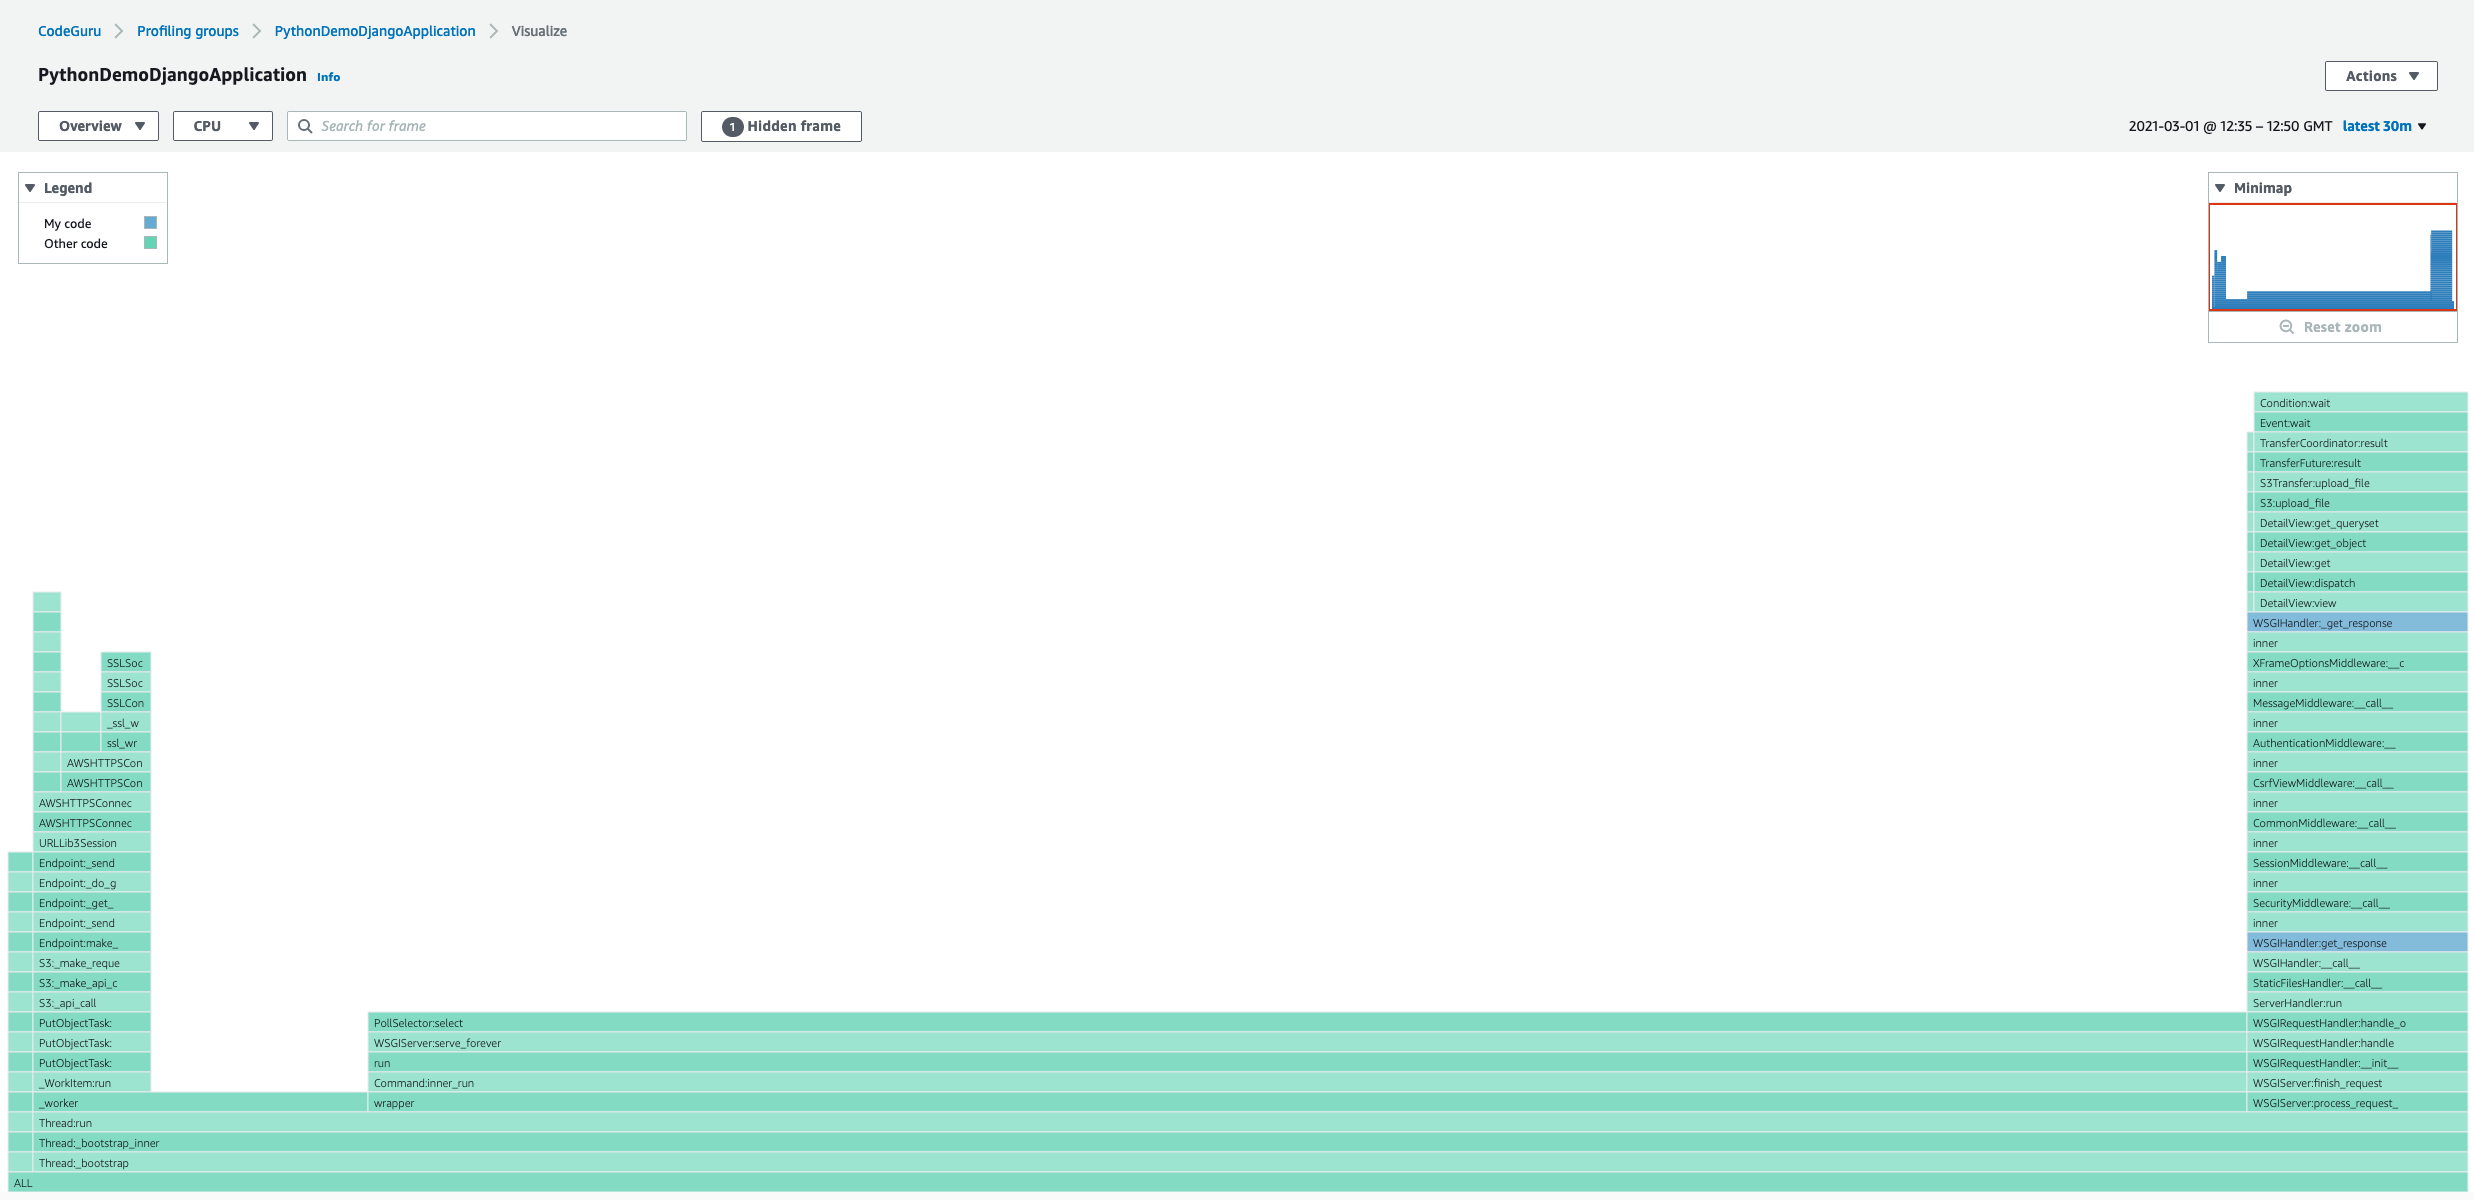 CodeGuru > Profiling groups > PythonDemoDjangoApplication > Visualize
PythonDemoDjangoApplication Info
Actions
Overview CPU Search for frame 1 Hidden frame 2021-03-01 @ 12:35 – 12:50 GMT latest 30m
Legend
My code
Other code
Minimap
Reset zoom
Condition:wait
Event:wait
TransferCoordinator:result
TransferFuture:result
S3Transfer:upload_file
S3:upload_file
DetailView:get_queryset
DetailView:get_object
DetailView:get
DetailView:dispatch
DetailView:view
WSGIHandler:_get_response
inner
SSLSoc XFrameOptionsMiddleware:__c
SSLSoc inner
SSLCon MessageMiddleware:__call__
_ssl_w inner
ssl_wr AuthenticationMiddleware:__
AWSHTTPSCon inner
AWSHTTPSCon CsrfViewMiddleware:__call__
AWSHTTPSConnec inner
AWSHTTPSConnec CommonMiddleware:__call__
URLLib3Session inner
Endpoint:_send SessionMiddleware:__call__
Endpoint:_do_g inner
Endpoint:_get_ SecurityMiddleware:__call__
Endpoint:_send inner
Endpoint:make_ WSGIHandler:get_response
S3:_make_reque WSGIHandler:__call__
S3:_make_api_c StaticFilesHandler:__call__
S3:_api_call ServerHandler:run
PutObjectTask: PollSelector:select WSGIRequestHandler:handle_o
PutObjectTask: WSGIServer:serve_forever WSGIRequestHandler:handle
PutObjectTask: run WSGIRequestHandler:__init__
_WorkItem:run Command:inner_run WSGIServer:finish_request
_worker wrapper WSGIServer:process_request_
Thread:run
Thread:_bootstrap_inner
Thread:_bootstrap
ALL